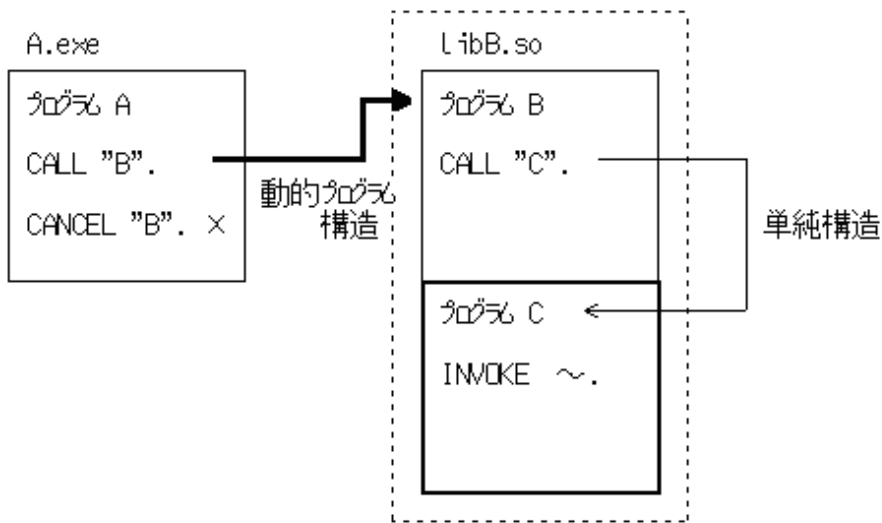 A.exe
プログラム A
CALL ”B”.
CANCEL ”B”. ×
動的プログラム
構造
libB.so
プログラム B
CALL ”C”.
プログラム C
INVOKE ～.
単純構造